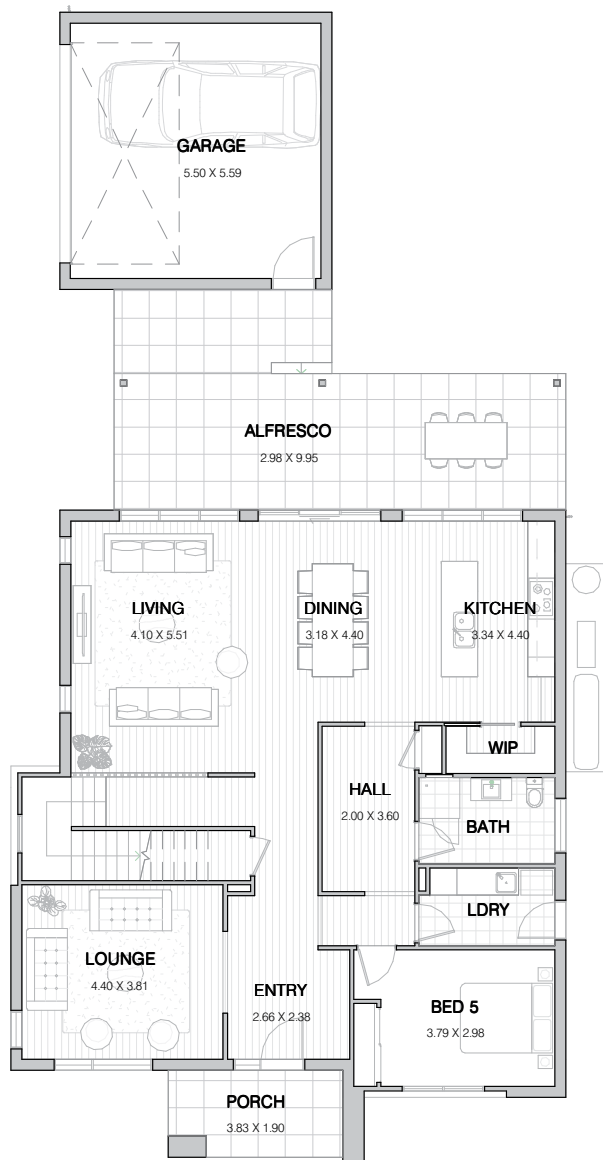 GARAGE
5.50 X 5.59
ALFRESCO
2.98 X 9.95
LIVING
4.10 X 5.51
DINING
3.18 X 4.40
KITCHEN
3.34 X 4.40
WIP
HALL
2.00 X 3.60
BATH
LDRY
LOUNGE
4.40 X 3.81
ENTRY
2.66 X 2.38
BED 5
3.79 X 2.98
PORCH
3.83 X 1.90